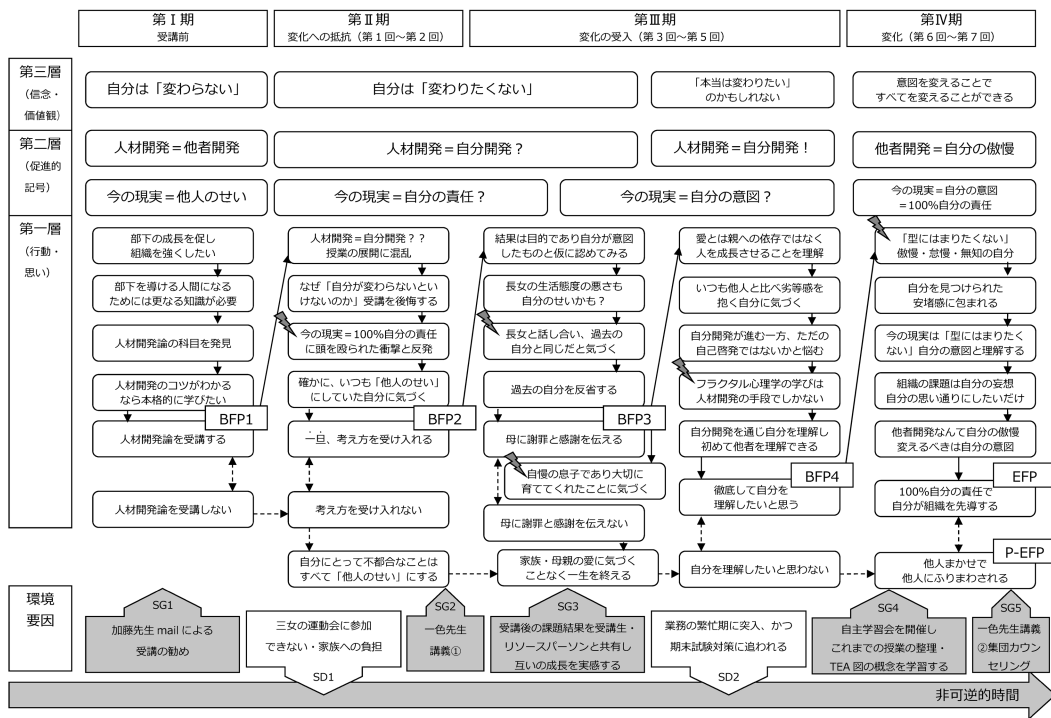 第Ⅰ期
受講前
第Ⅱ期
変化への抵抗(第1回~第2回)
第Ⅲ期
変化の受入(第3回~第5回)
第Ⅳ期
変化(第6回~第7回)
第三層
(信念・
価値観)
自分は「変わらない」
自分は「変わりたくない」
「本当は変わりたい」
のかもしれない
意図を変えることで
すべてを変えることができる
第二層
(促進的
記号)
人材開発=他者開発
人材開発=自分開発?
人材開発=自分開発!
他者開発=自分の傲慢
今の現実=他人のせい
今の現実=自分の責任?
今の現実=自分の意図?
今の現実=自分の意図
=100%自分の責任
第一層
(行動・
思い)
部下の成長を促し
組織を強くしたい
部下を導ける人間になる
ためには更なる知識が必要
人材開発論の科目を発見
人材開発のコツがわかる
なら本格的に学びたい
BFP1
人材開発論を受講する
人材開発論を受講しない
人材開発=自分開発??
授業の展開に混乱
なぜ「自分が変わらないと
いけないのか」受講を後悔する
今の現実=100%自分の責任
に頭を殴られた衝撃と反発
確かに、いつも「他人のせい」
にしていた自分に気づく
BFP2
一旦、考え方を受け入れる
考え方を受け入れない
自分にとって不都合なことは
すべて「他人のせい」にする
結果は目的であり自分が意図
したものと仮に認めてみる
長女の生活態度の悪さも
自分のせいかも?
長女と話し合い、過去の
自分と同じだと気づく
過去の自分を反省する
BFP3
母に謝罪と感謝を伝える
自慢の息子であり大切に
育ててくれたことに気づく
母に謝罪と感謝を伝えない
家族・母親の愛に気づく
ことなく一生を終える
愛とは親への依存ではなく
人を成長させることを理解
いつも他人と比べ劣等感を
抱く自分に気づく
自分開発が進む一方、ただの
自己啓発ではないかと悩む
フラクタル心理学の学びは
人材開発の手段でしかない
自分開発を通じ自分を理解し
初めて他者を理解できる
BFP4
徹底して自分を
理解したいと思う
自分を理解したいと思わない
「型にはまりたくない」
傲慢・怠慢・無知の自分
自分を見つけられた
安堵感に包まれる
今の現実は「型にはまりたく
ない」自分の意図と理解する
組織の課題は自分の妄想
自分の思い通りにしたいだけ
他者開発なんて自分の傲慢
変えるべきは自分の意図
EFP
100%自分の責任で
自分が組織を先導する
P-EFP
他人まかせで
他人にふりまわされる
環境
要因
SG1
加藤先生 mail による
受講の勧め
三女の運動会に参加
できない・家族への負担
SD1
SG2
一色先生
講義①
SG3
受講後の課題結果を受講生・
リソースパーソンと共有し
互いの成長を実感する
業務の繁忙期に突入、かつ
期末試験対策に追われる
SD2
SG4
自主学習会を開催し
これまでの授業の整理・
TEA 図の概念を学習する
SG5
一色先生講義
②集団カウン
セリング
非可逆的時間